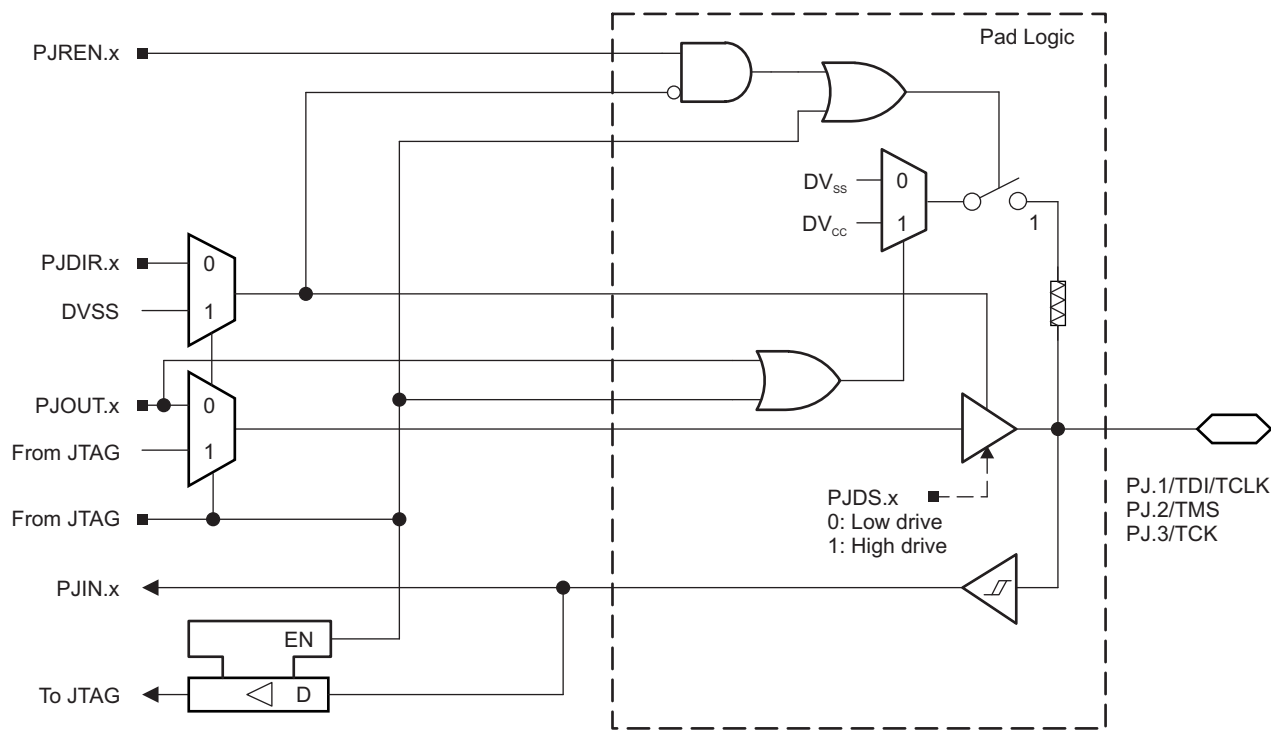 Pad Logic
PJREN.x
DVSS
0
DVCC
1
1
PJDIR.x
0
DVSS
1
PJOUT.x
0
From JTAG
1
PJDS.x
0: Low drive
1: High drive
PJ.1/TDI/TCLK
PJ.2/TMS
PJ.3/TCK
From JTAG
PJIN.x
EN
To JTAG
D